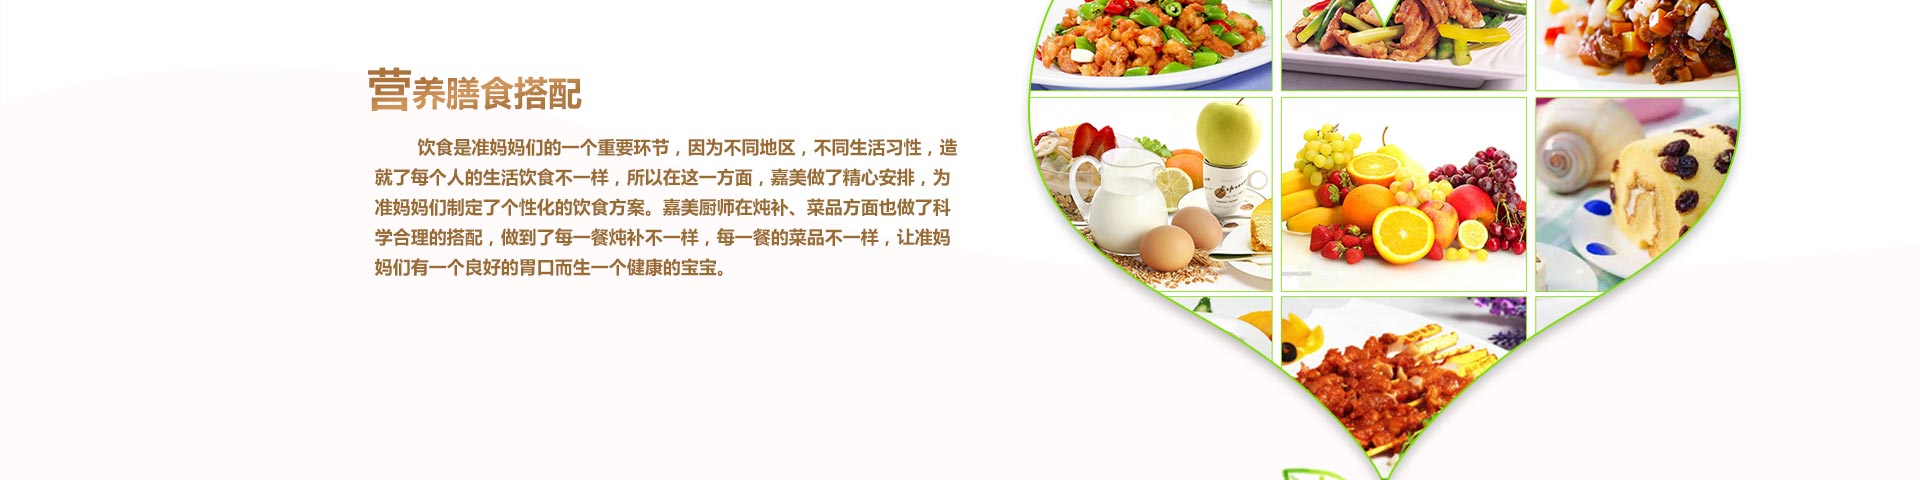 营养膳食搭配
饮食是准妈妈们的一个重要环节，因为不同地区，不同生活习性，造
就了每个人的生活饮食不一样，所以在这一方面，嘉美做了精心安排，为
准妈妈们制定了个性化的饮食方案。嘉美厨师在炖补、菜品方面也做了科
学合理的搭配，做到了每一餐炖补不一样，每一餐的菜品不一样，让准妈
妈们有一个良好的胃口而生一个健康的宝宝。